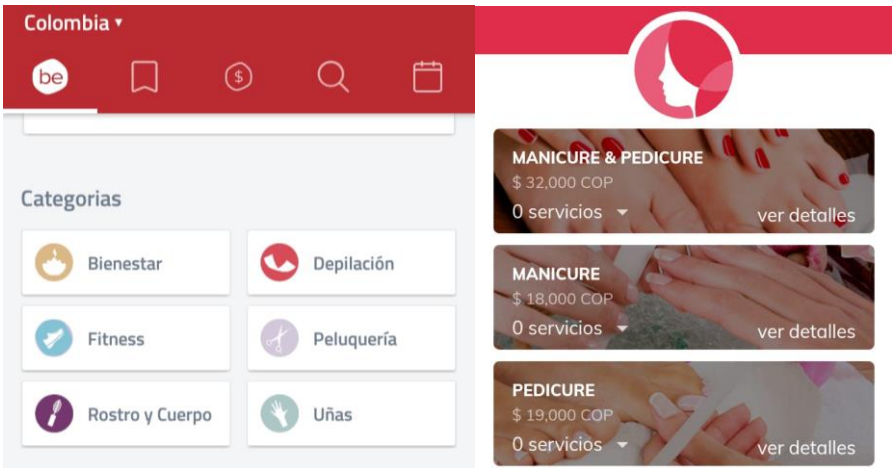 Colombia ▾
be
$
Categorias
Bienestar
Depilación
Fitness
Peluquería
Rostro y Cuerpo
Uñas
MANICURE & PEDICURE
$ 32,000 COP
0 servicios
ver detalles
MANICURE
$ 18,000 COP
0 servicios
ver detalles
PEDICURE
$ 19,000 COP
0 servicios
ver detalles